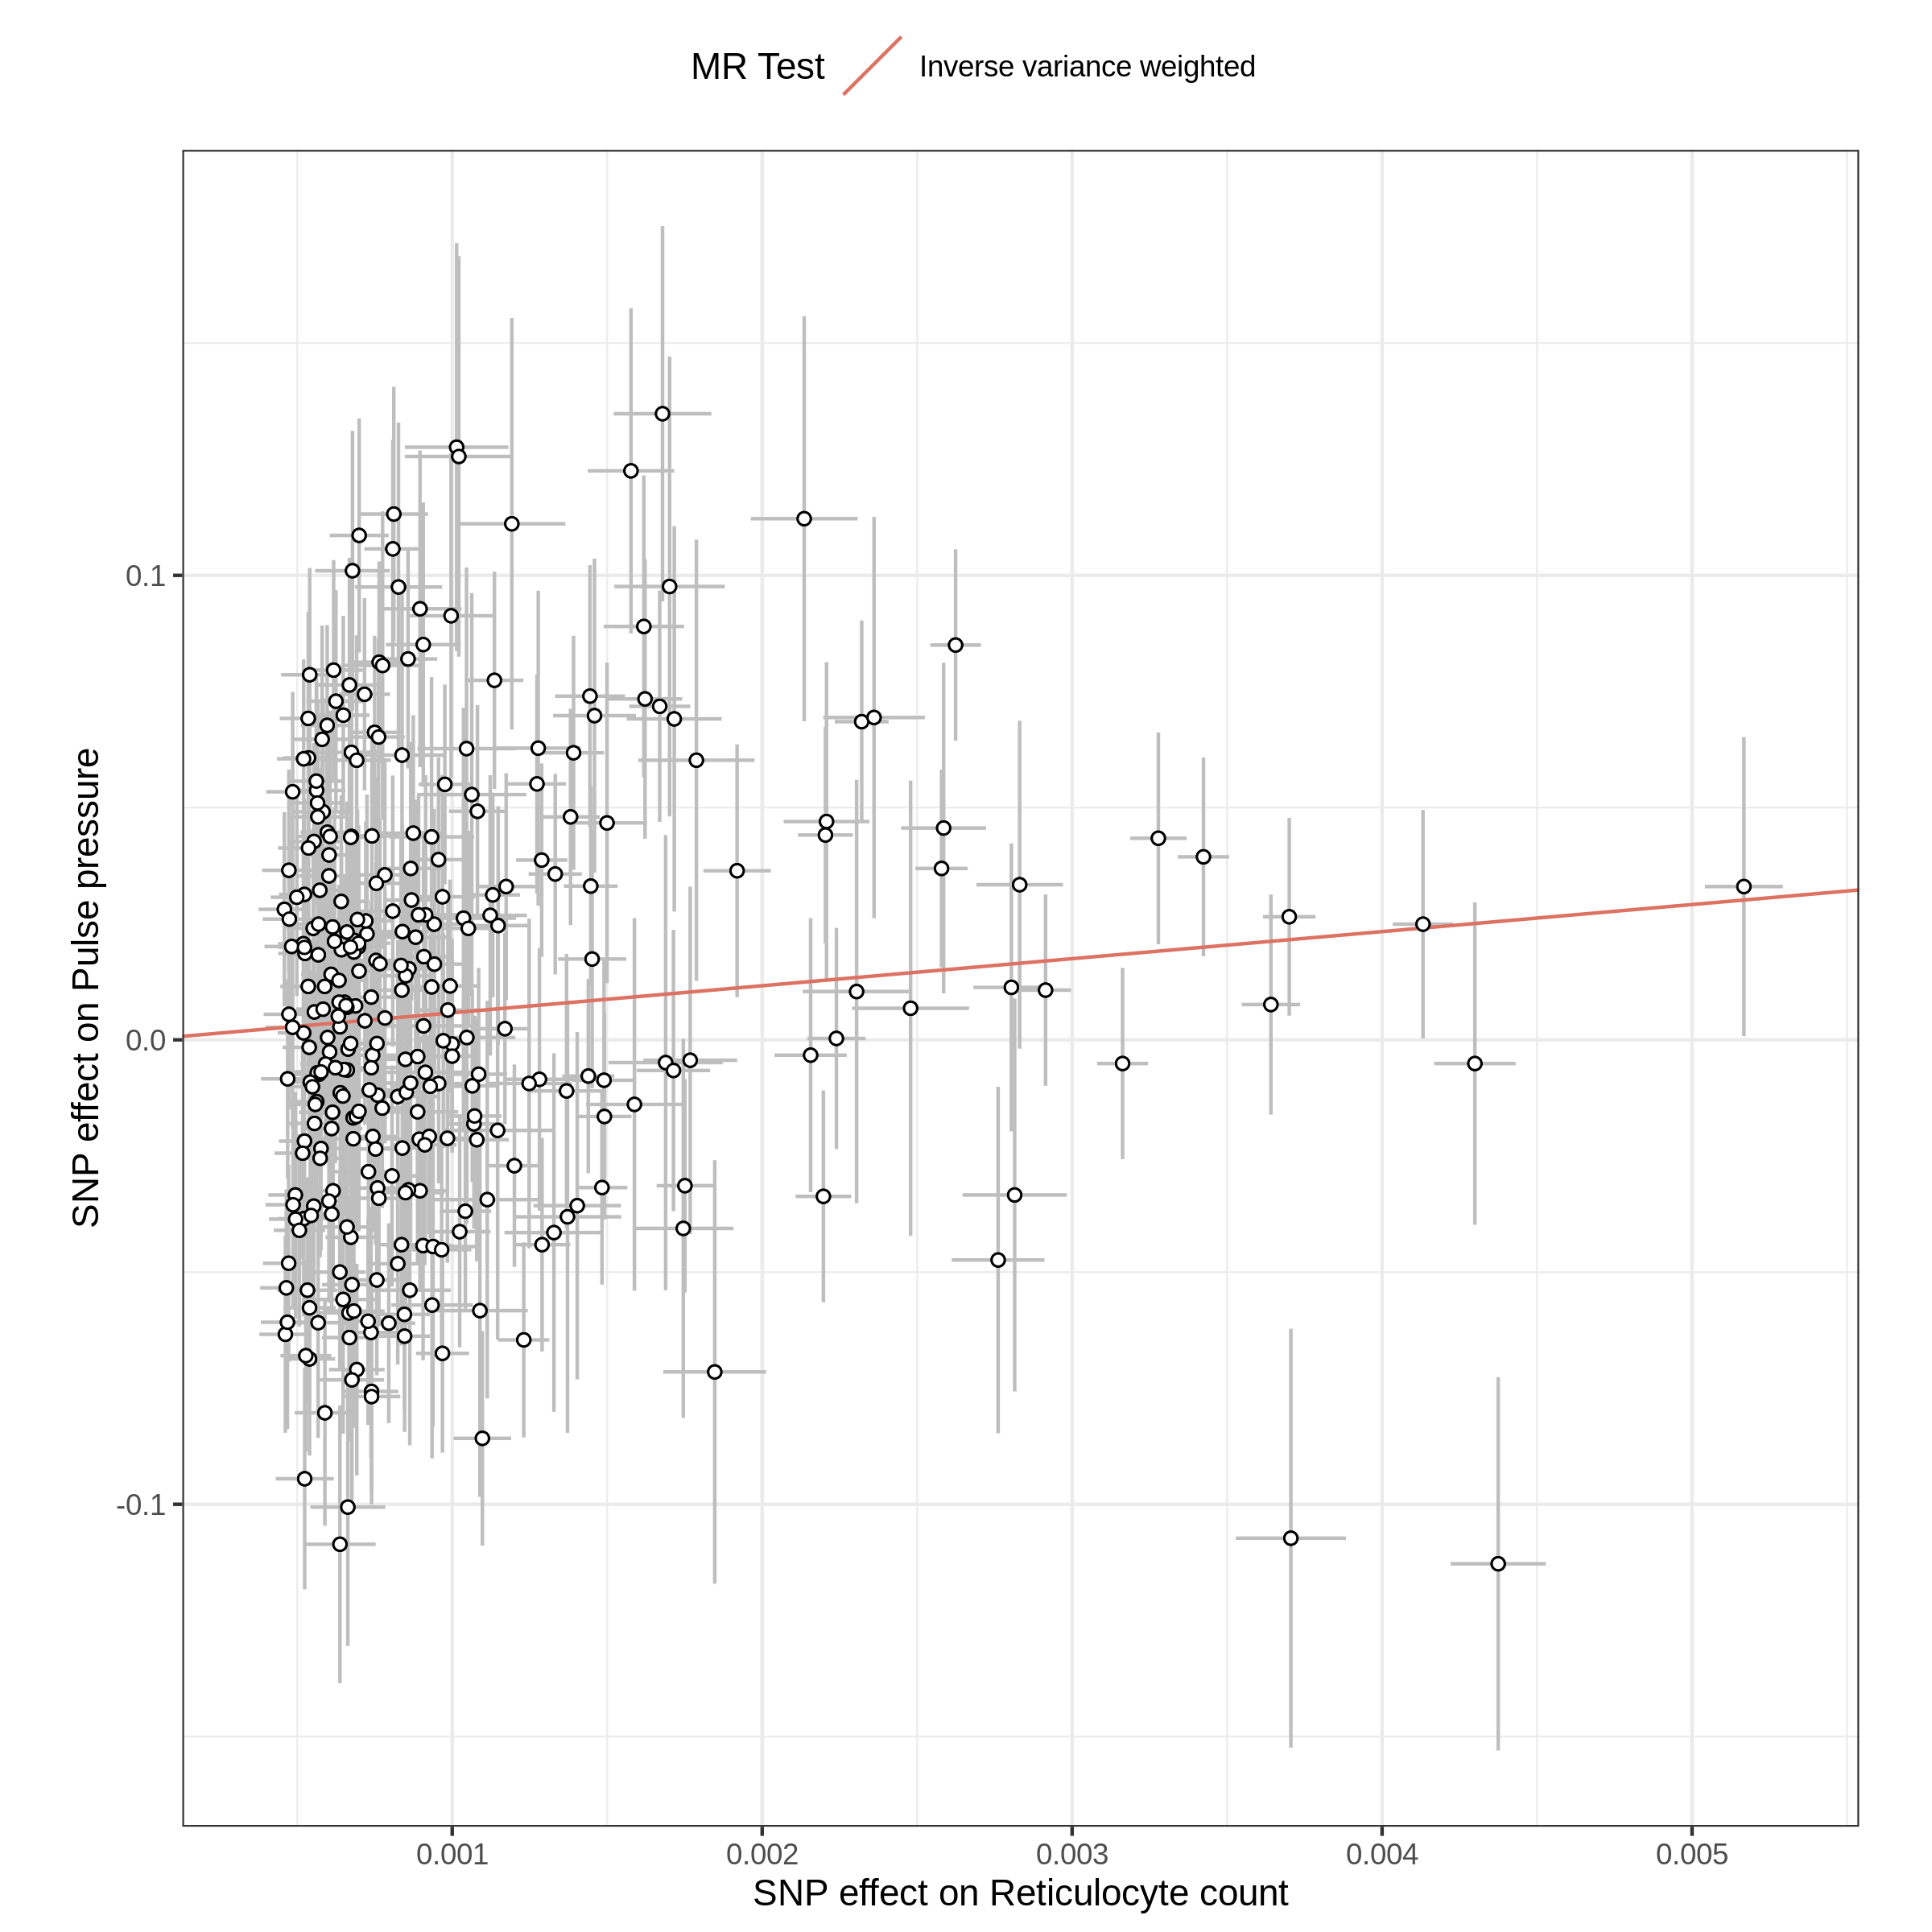 MR Test Inverse variance weighted
SNP effect on Pulse pressure
0.1
0.0
-0.1
0.001 0.002 0.003 0.004 0.005
SNP effect on Reticulocyte count